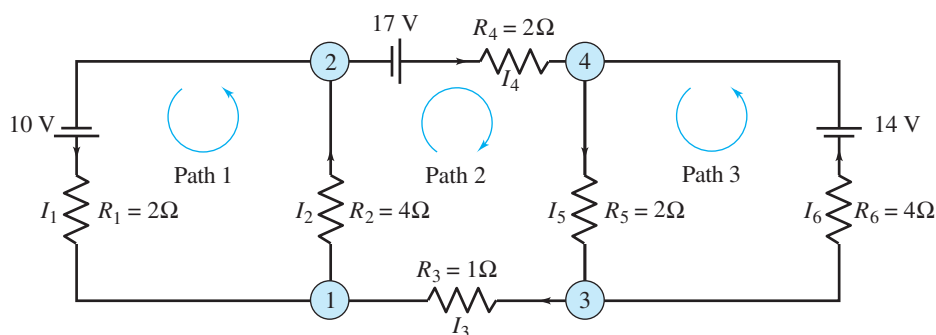 17 V
R₄ = 2Ω
2
4
I₄
10 V
14 V
Path 1
Path 2
Path 3
I₁
R₁ = 2Ω
I₂
R₂ = 4Ω
I₅
R₅ = 2Ω
I₆
R₆ = 4Ω
R₃ = 1Ω
1
3
I₃